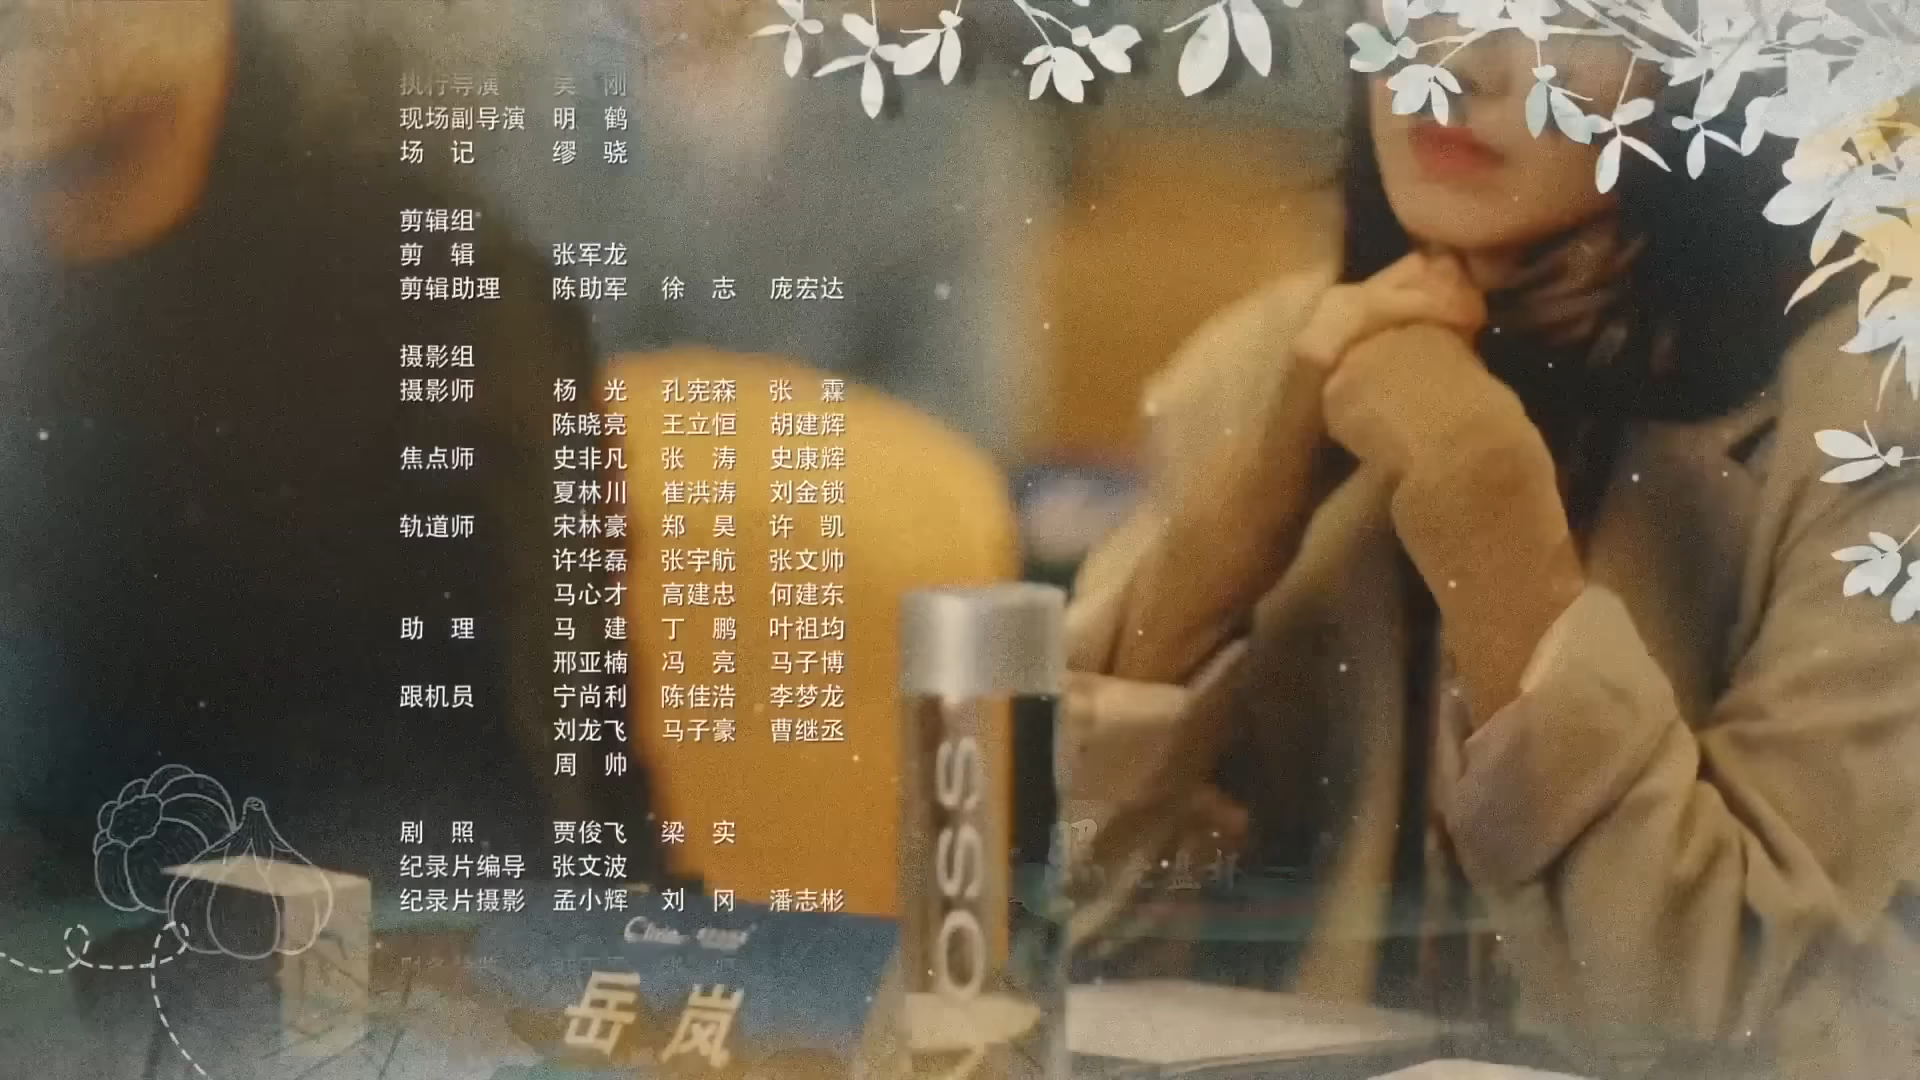 执行导演 吴 刚
现场副导演 明 鹤
场 记 缪 骁
剪辑组
剪 辑 张军龙
剪辑助理 陈助军 徐 志 庞宏达
摄影组
摄影师 杨 光 孔宪森 张 霖
陈晓亮 王立恒 胡建辉
焦点师 史非凡 张 涛 史康辉
夏林川 崔洪涛 刘金锁
轨道师 宋林豪 郑 昊 许 凯
许华磊 张宇航 张文帅
马心才 高建忠 何建东
助 理 马 建 丁 鹏 叶祖均
邢亚楠 冯 亮 马子博
跟机员 宁尚利 陈佳浩 李梦龙
刘龙飞 马子豪 曹继丞
周 帅
剧 照 贾俊飞 梁 实
纪录片编导 张文波
纪录片摄影 孟小辉 刘 冈 潘志彬
岳岚
VOSS